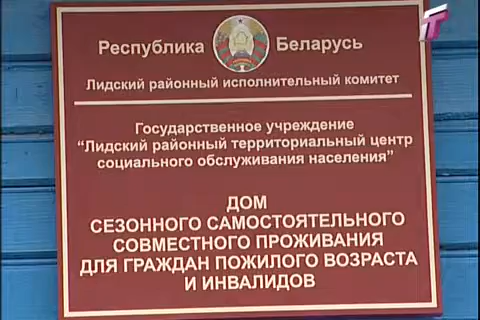 Республика Беларусь
Лидский районный исполнительный комитет
Государственное учреждение
“Лидский районный территориальный центр
социального обслуживания населения”
ДОМ
СЕЗОННОГО САМОСТОЯТЕЛЬНОГО
СОВМЕСТНОГО ПРОЖИВАНИЯ
ДЛЯ ГРАЖДАН ПОЖИЛОГО ВОЗРАСТА
И ИНВАЛИДОВ